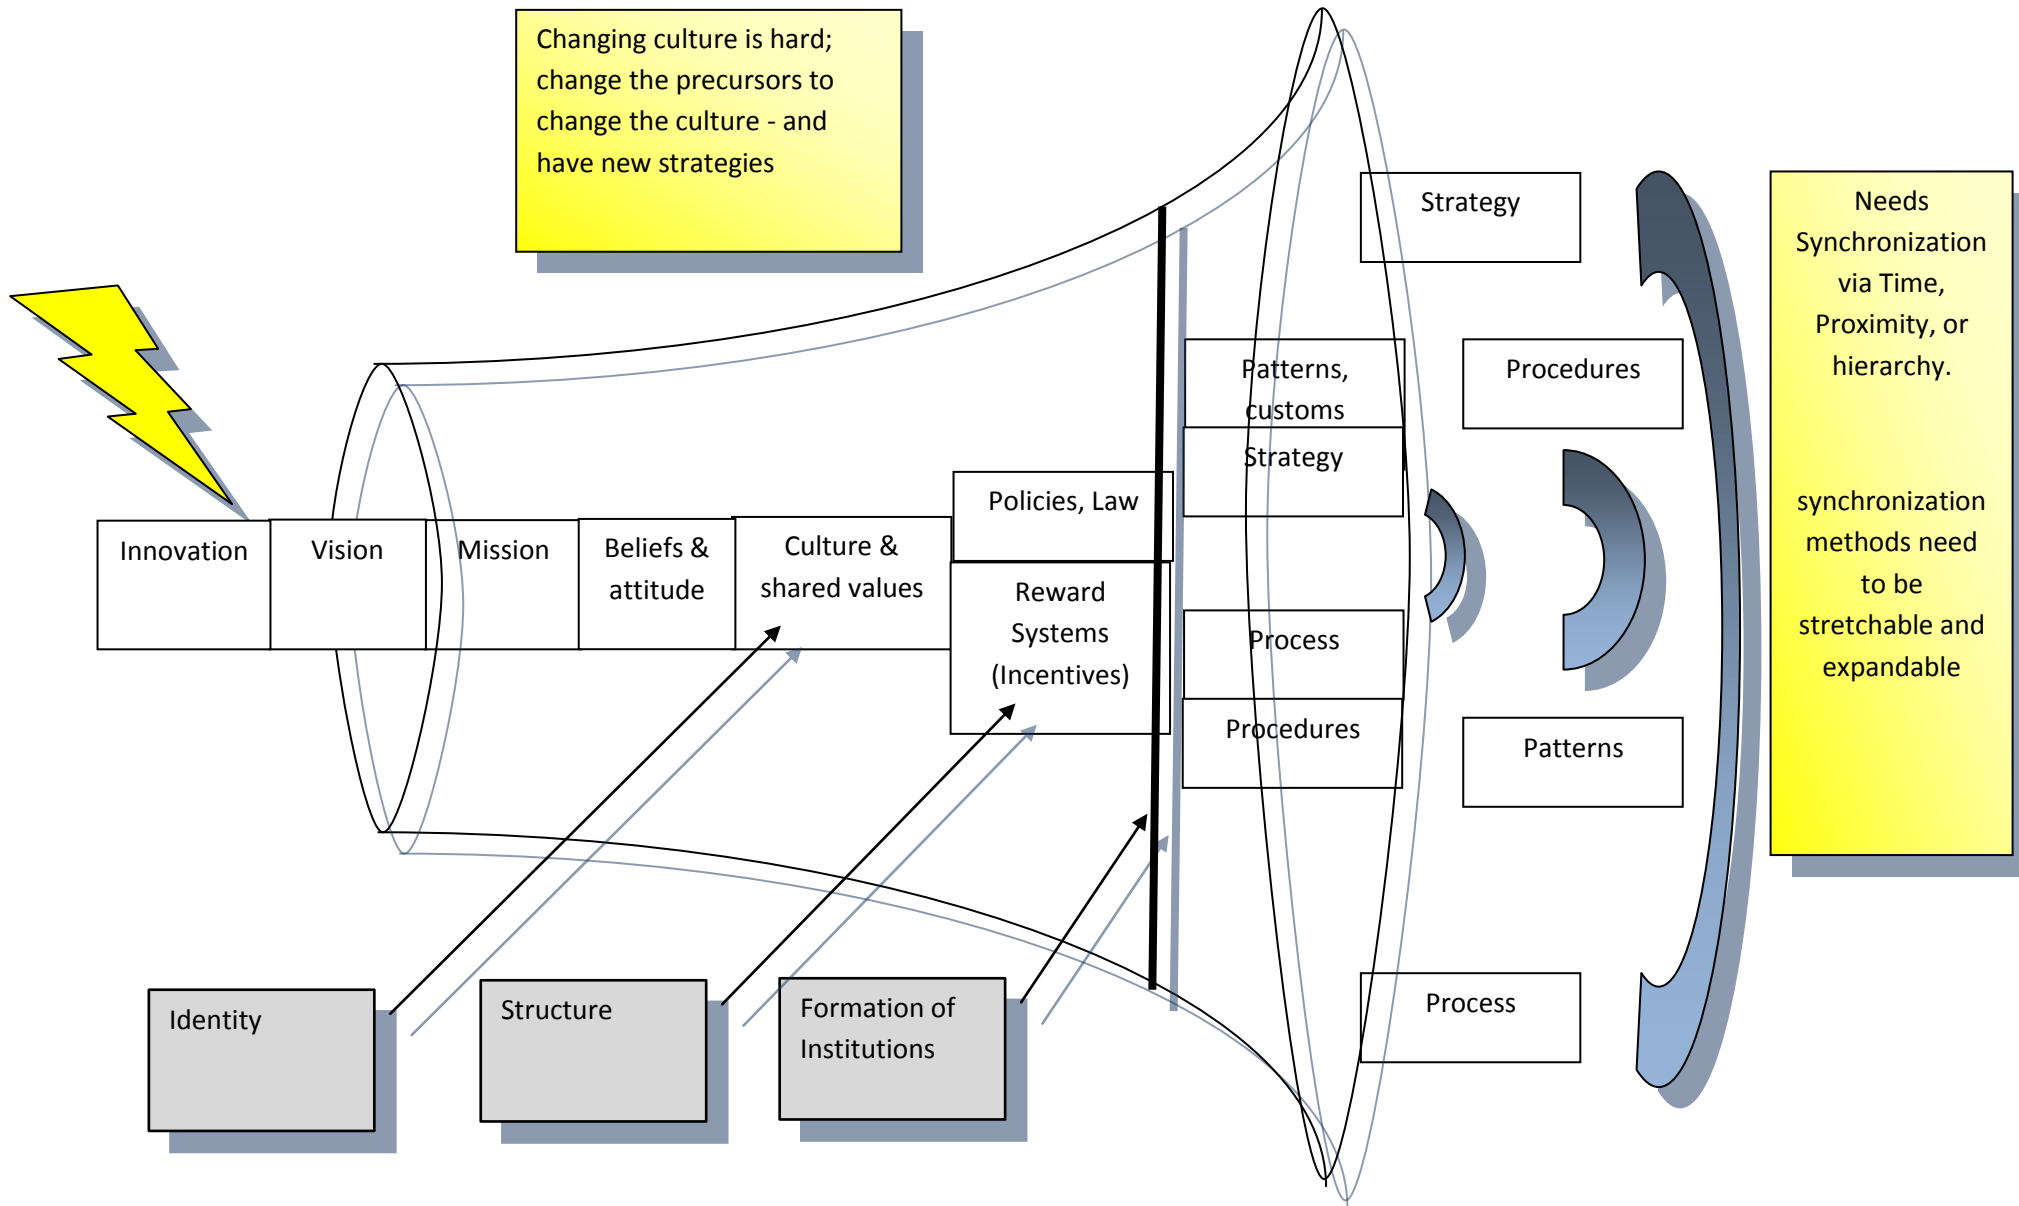 Changing culture is hard;
change the precursors to
change the culture - and
have new strategies
Innovation
Vision
Mission
Beliefs &
attitude
Culture &
shared values
Policies, Law
Reward
Systems
(Incentives)
Patterns,
customs
Strategy
Process
Procedures
Strategy
Procedures
Patterns
Process
Needs
Synchronization
via Time,
Proximity, or
hierarchy.
synchronization
methods need
to be
stretchable and
expandable
Identity
Structure
Formation of
Institutions